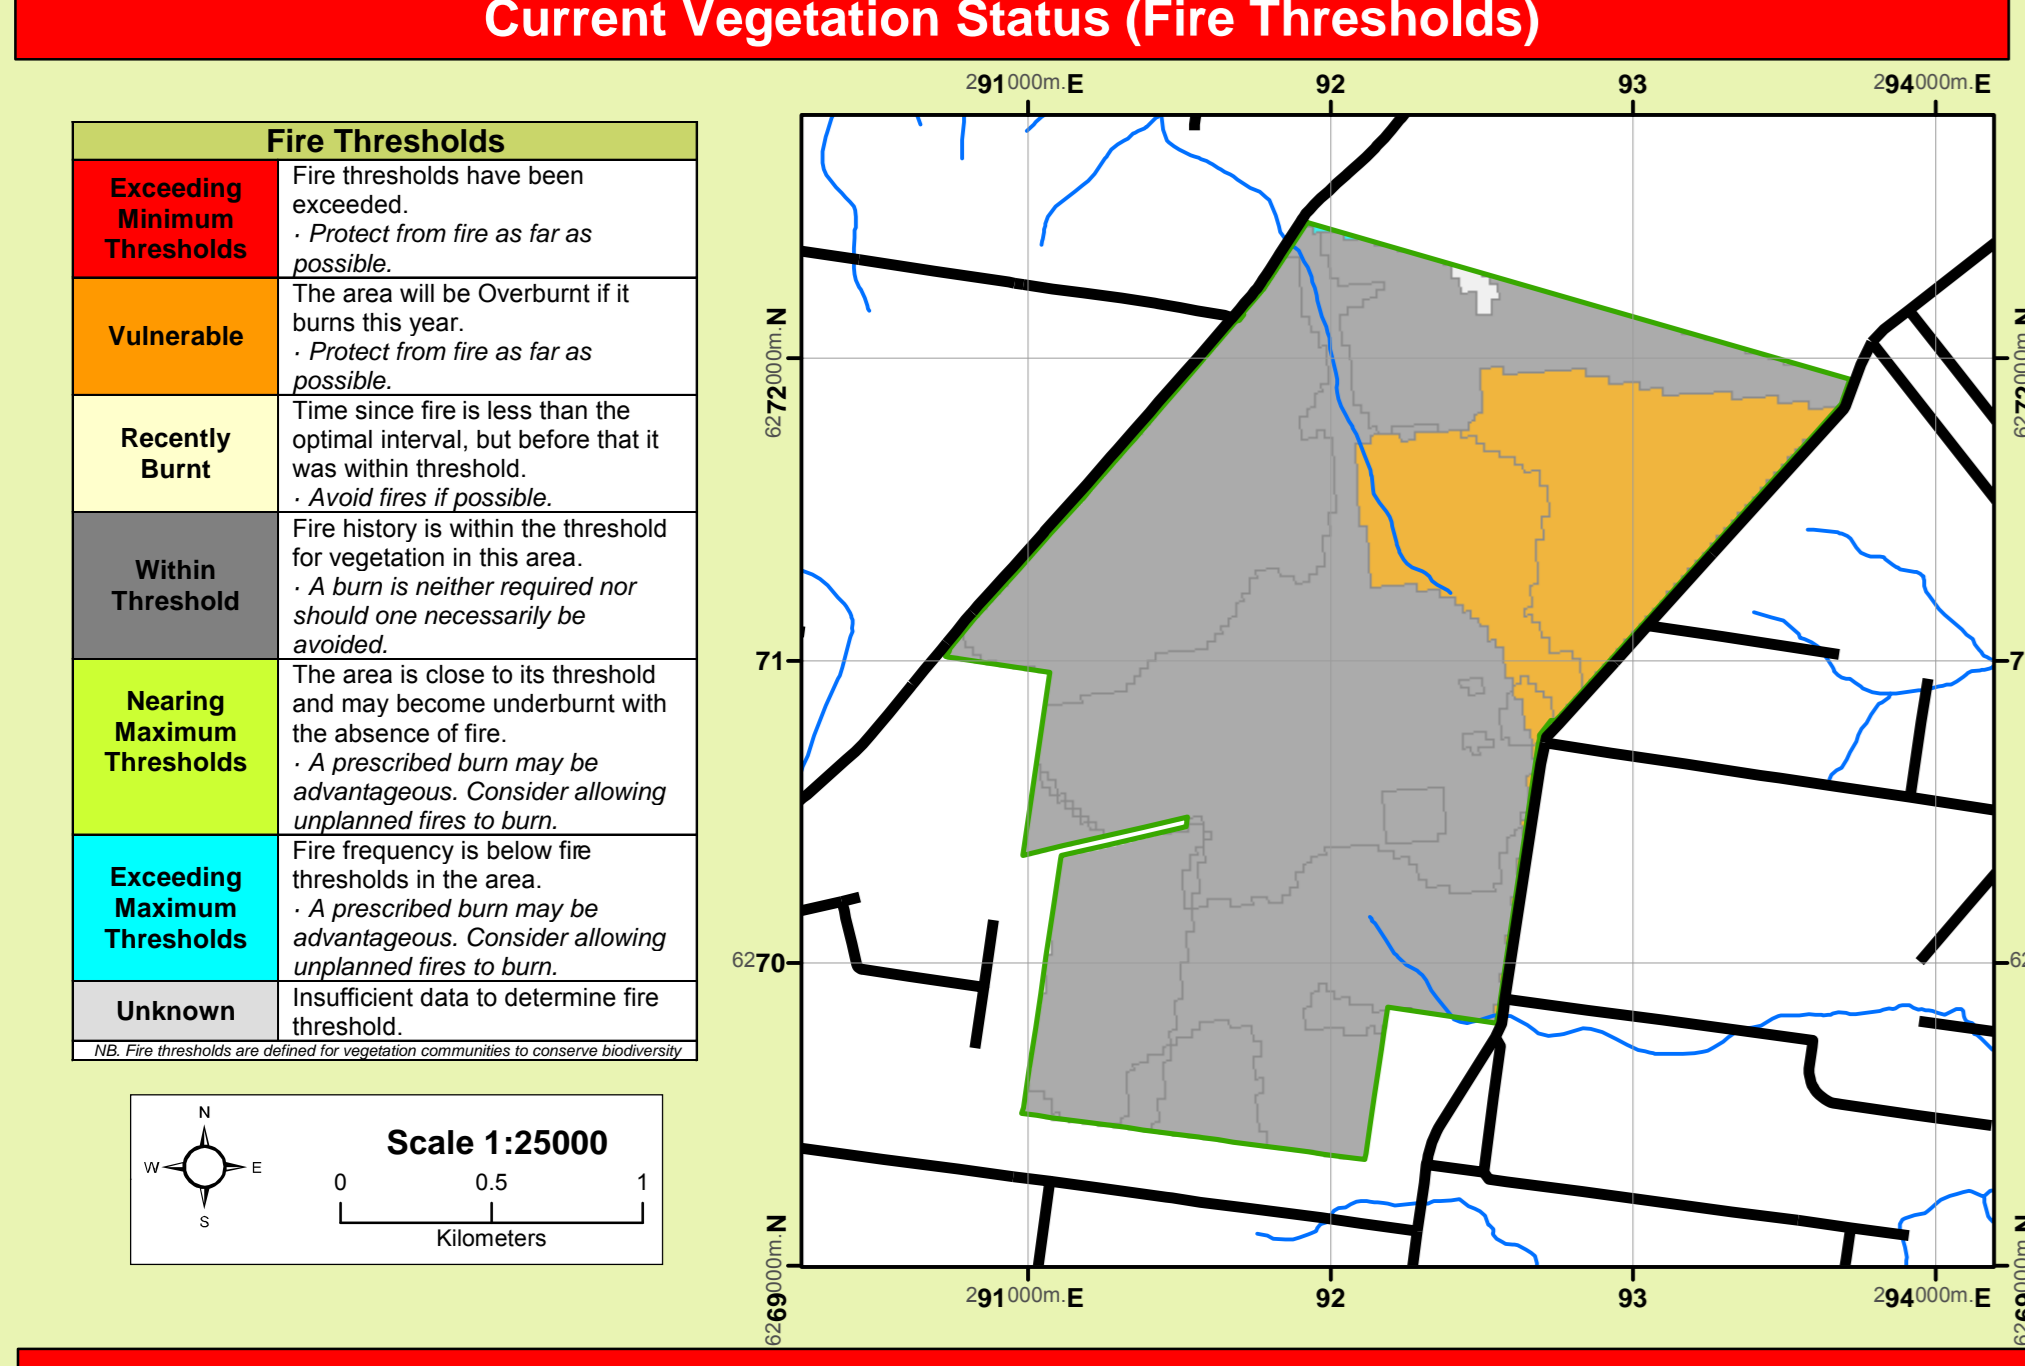 Current Vegetation Status (Fire Thresholds)
Fire Thresholds
Exceeding
Minimum
Thresholds
Fire thresholds have been
exceeded.
· Protect from fire as far as
possible.
Vulnerable
The area will be Overburnt if it
burns this year.
· Protect from fire as far as
possible.
Recently
Burnt
Time since fire is less than the
optimal interval, but before that it
was within threshold.
· Avoid fires if possible.
Within
Threshold
Fire history is within the threshold
for vegetation in this area.
· A burn is neither required nor
should one necessarily be
avoided.
Nearing
Maximum
Thresholds
The area is close to its threshold
and may become underburnt with
the absence of fire.
· A prescribed burn may be
advantageous. Consider allowing
unplanned fires to burn.
Exceeding
Maximum
Thresholds
Fire frequency is below fire
thresholds in the area.
· A prescribed burn may be
advantageous. Consider allowing
unplanned fires to burn.
Unknown
Insufficient data to determine fire
threshold.
NB. Fire thresholds are defined for vegetation communities to conserve biodiversity
N
W
E
S
Scale 1:25000
0 0.5 1
Kilometers
291000m.E 92 93 294000m.E
6272000m.N
71
6270
6269000m.N
291000m.E 92 93 294000m.E